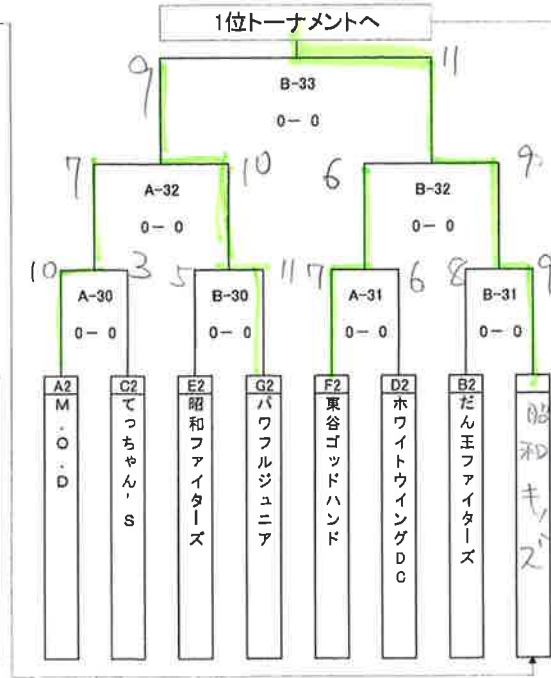 1位トーナメントへ
9 11
B-33
0－ 0
7 10 6 9
A-32 B-32
0－ 0 0－ 0
10 3 5 11 7 6 8 9
A-30 B-30 A-31 B-31
0－ 0 0－ 0 0－ 0 0－ 0
A2 C2 E2 G2 F2 D2 B2
M.O.D
てっちゃん'S
昭和ファイターズ
パワフルジュニア
東谷ゴッドハンド
ホワイトウイングDC
だん王ファイターズ
昭和キッズ